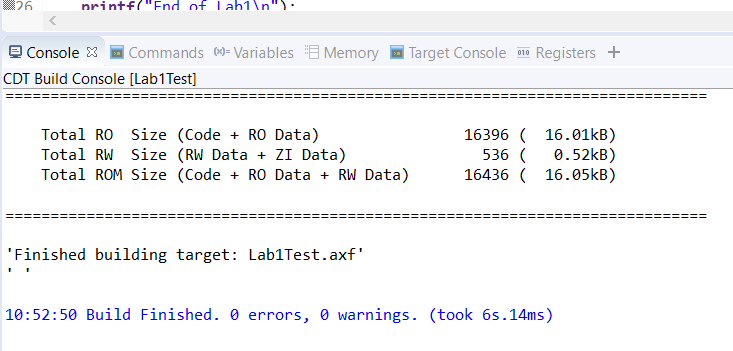 26 printf("End of Lab1\n");
Console Commands (x)= Variables Memory Target Console 010 Registers +
CDT Build Console [Lab1Test]
==============================================================================
Total RO  Size (Code + RO Data)                16396 (  16.01kB)
Total RW  Size (RW Data + ZI Data)               536 (   0.52kB)
Total ROM Size (Code + RO Data + RW Data)      16436 (  16.05kB)
==============================================================================
'Finished building target: Lab1Test.axf'
' '
10:52:50 Build Finished. 0 errors, 0 warnings. (took 6s.14ms)